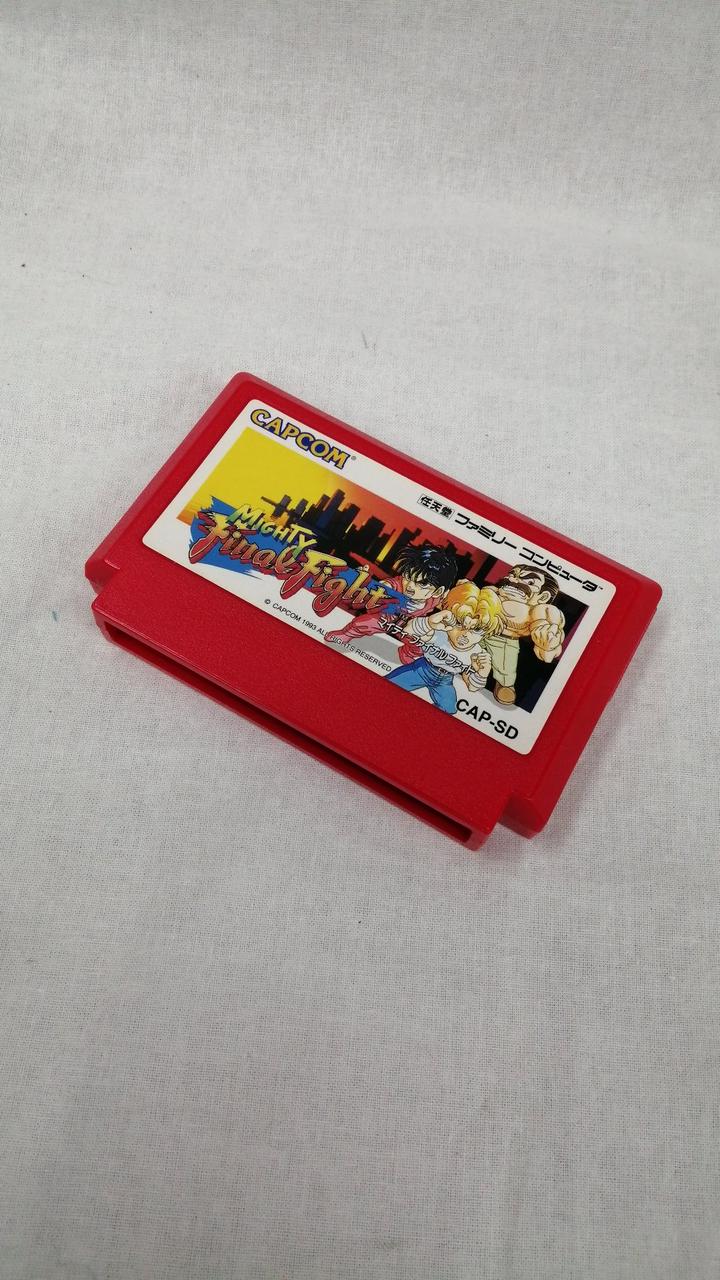 CAPCOM®
任天堂 ファミリー コンピュータ™
MIGHTY
Final Fight
マイティ ファイナルファイト
© CAPCOM 1993 ALL RIGHTS RESERVED
CAP-SD